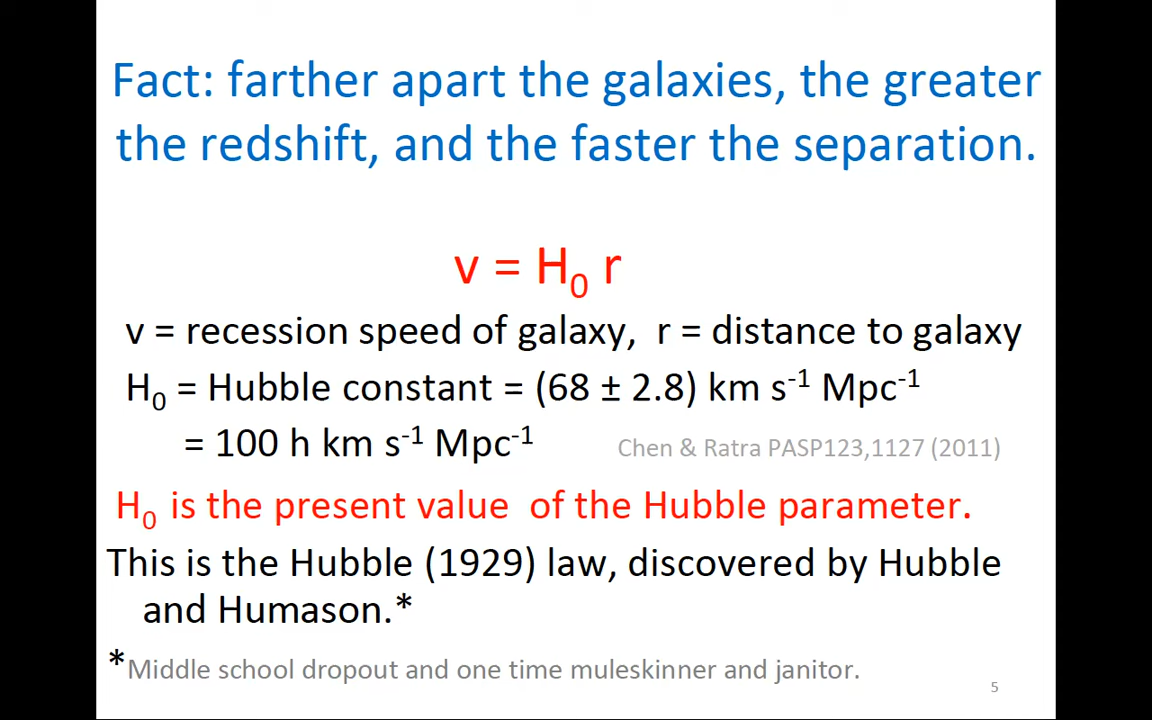 Fact: farther apart the galaxies, the greater
the redshift, and the faster the separation.
v = H₀ r
v = recession speed of galaxy, r = distance to galaxy
H₀ = Hubble constant = (68 ± 2.8) km s⁻¹ Mpc⁻¹
= 100 h km s⁻¹ Mpc⁻¹ Chen & Ratra PASP123,1127 (2011)
H₀ is the present value of the Hubble parameter.
This is the Hubble (1929) law, discovered by Hubble
and Humason.*
*Middle school dropout and one time muleskinner and janitor.
5